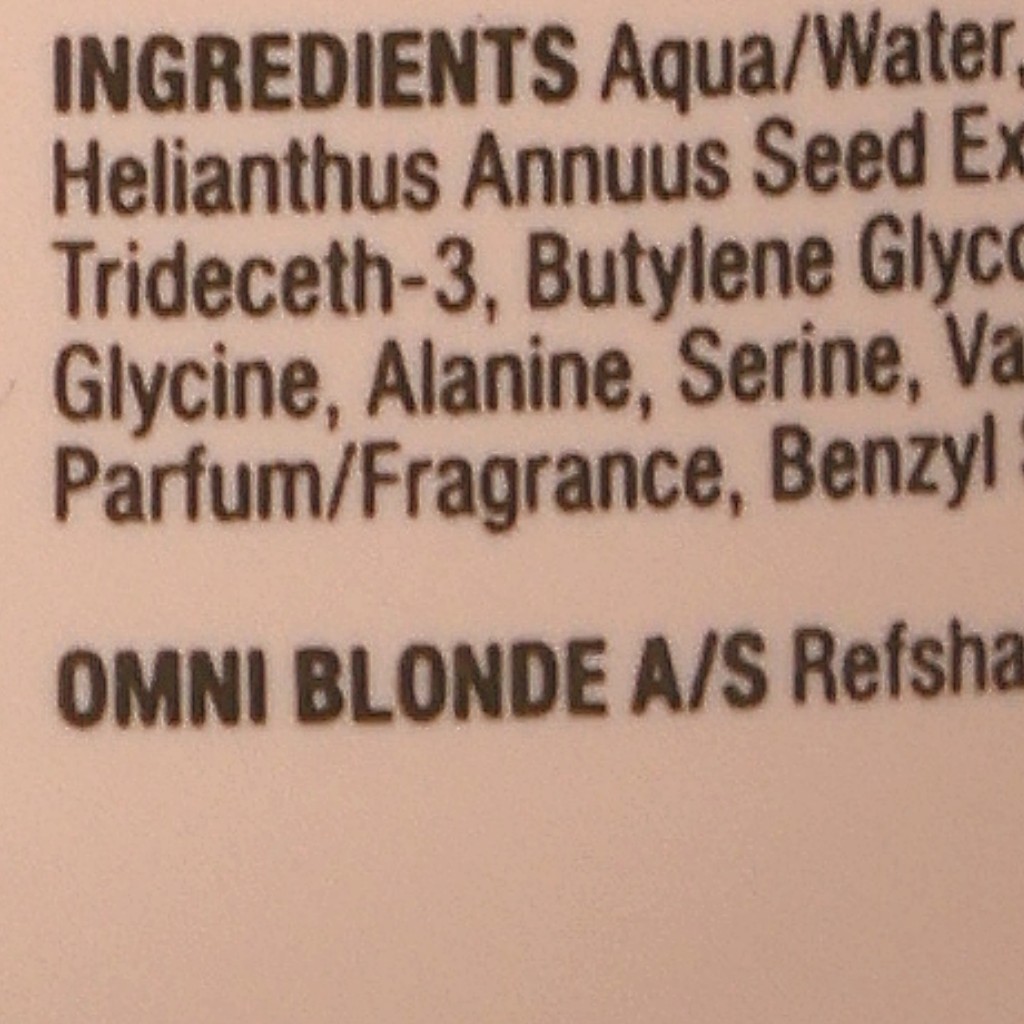 INGREDIENTS Aqua/Water,
Helianthus Annuus Seed
Trideceth-3, Butylene
Glycine, Alanine, Serine,
Parfum/Fragrance, Benzyl
OMNI BLONDE A/S